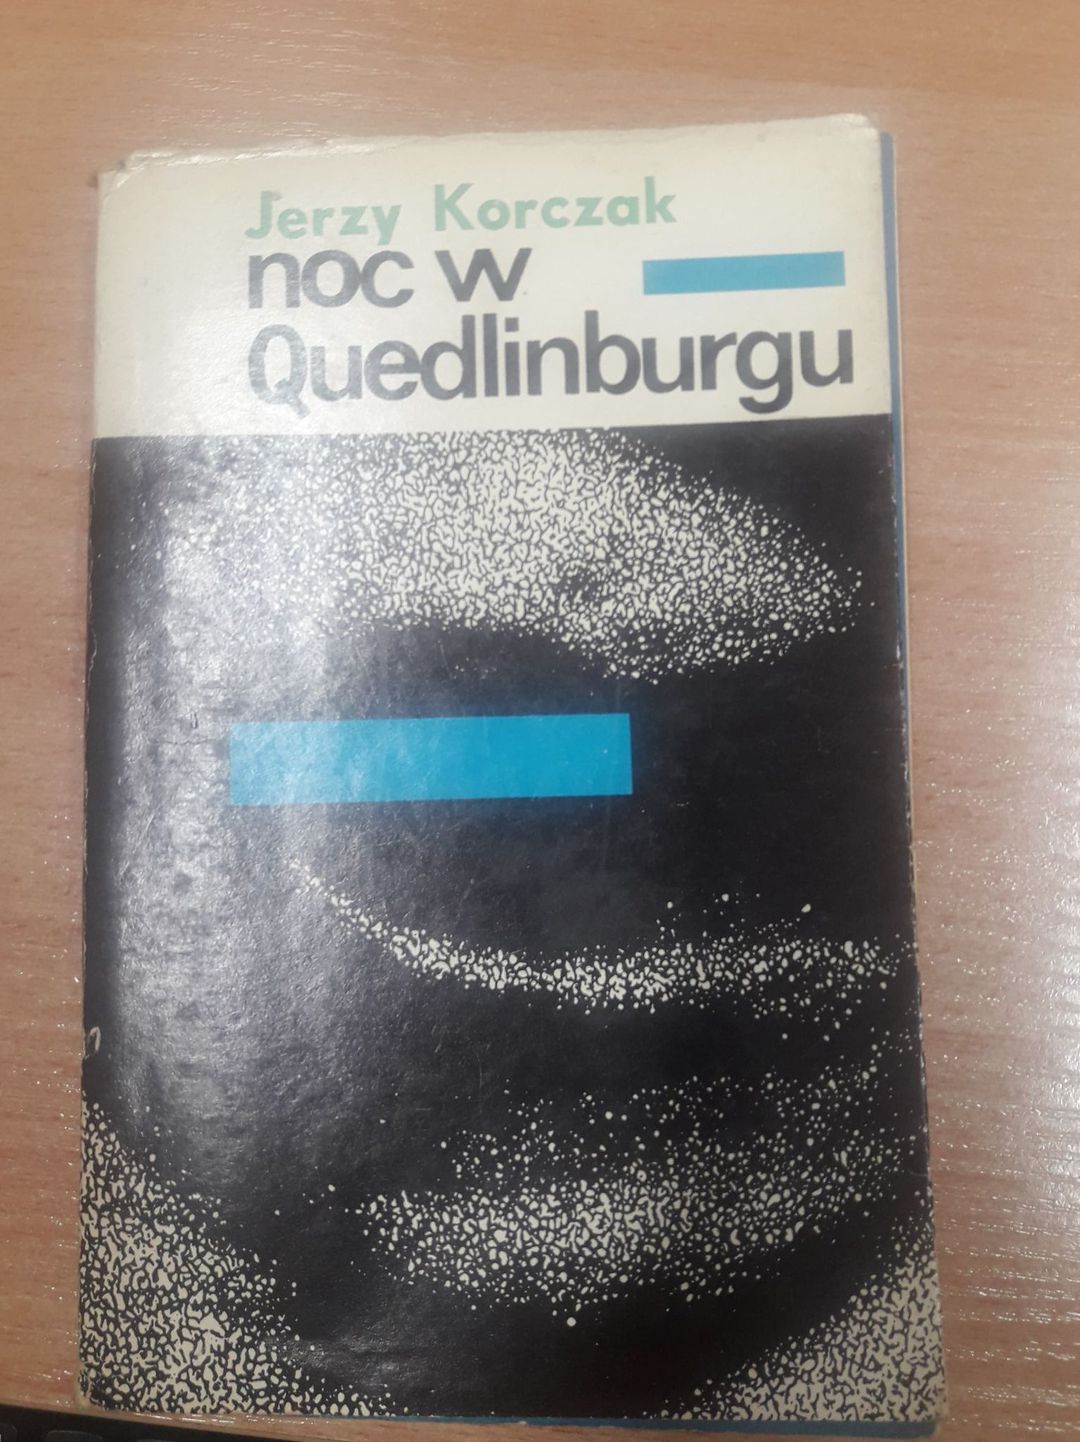 Jerzy Korczak
noc w
Quedlinburgu